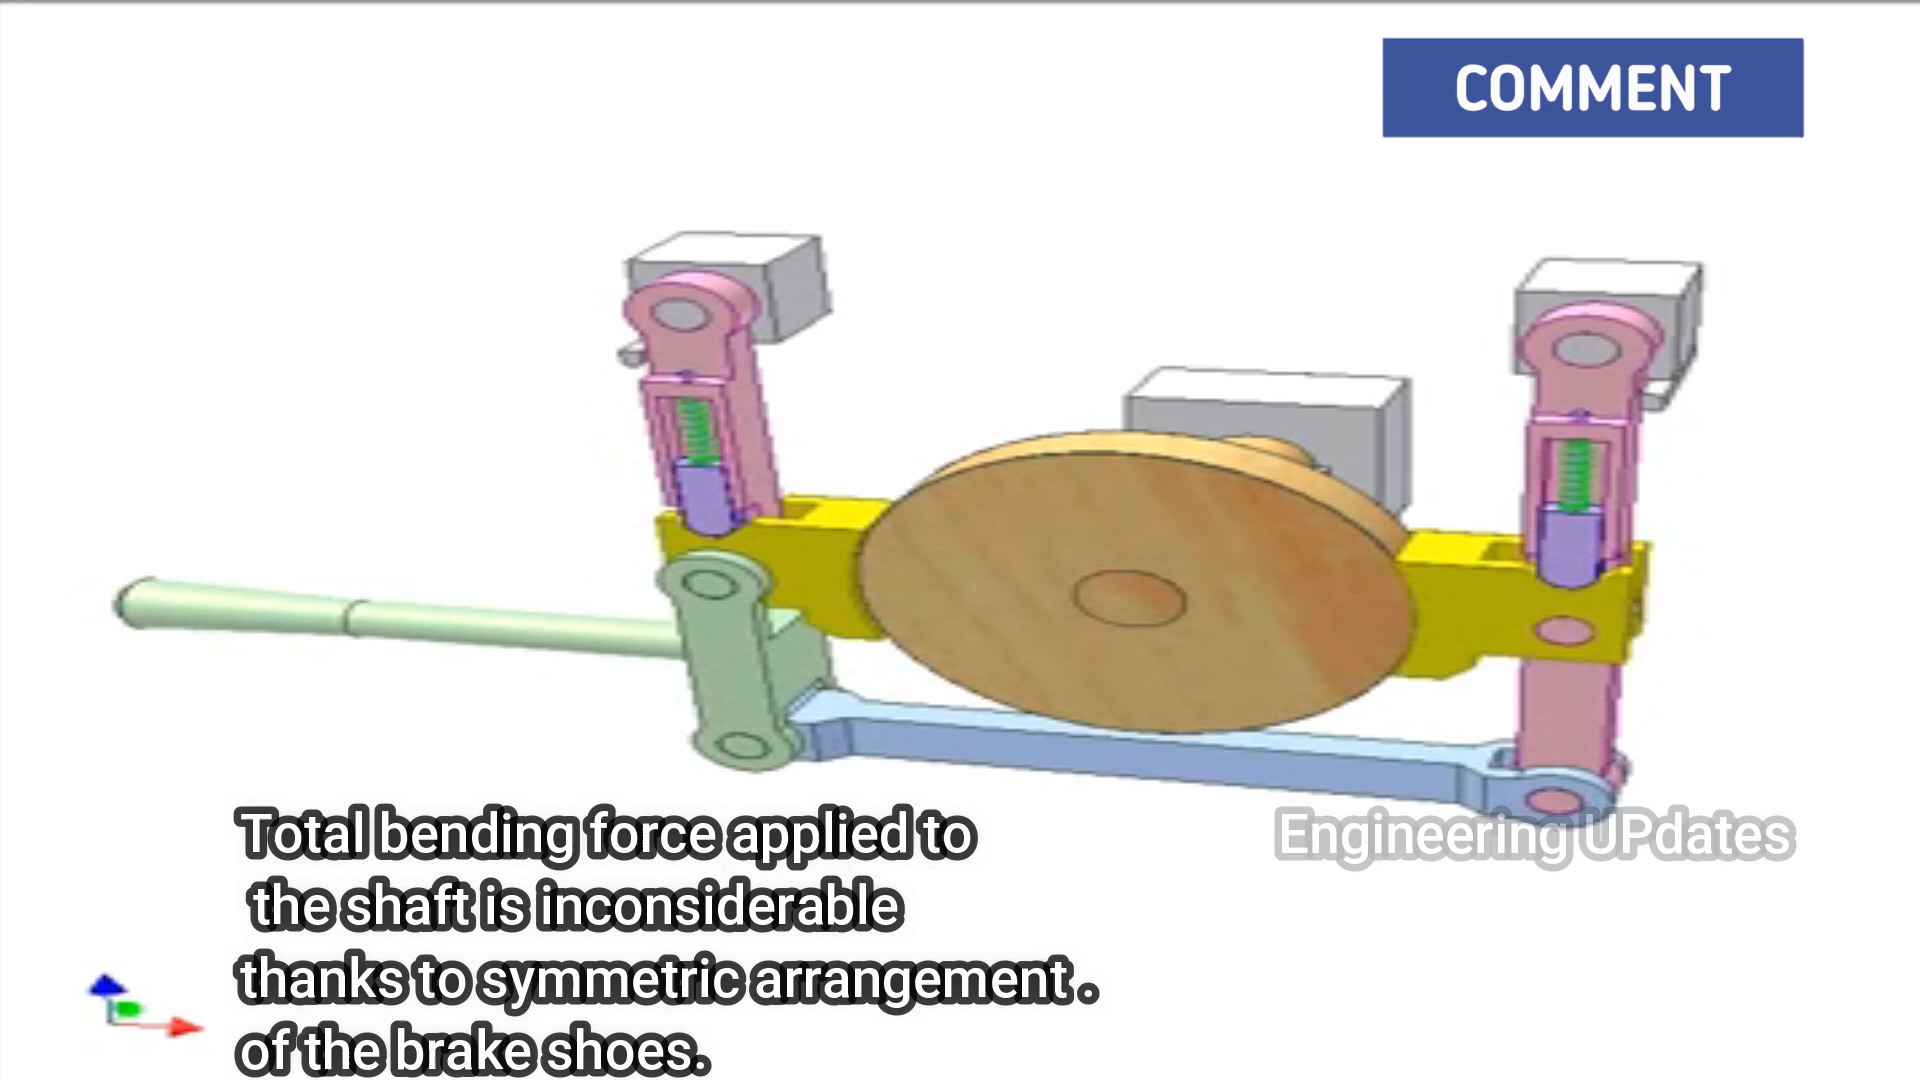 COMMENT
Total bending force applied to
the shaft is inconsiderable
thanks to symmetric arrangement .
of the brake shoes.
Engineering UPdates